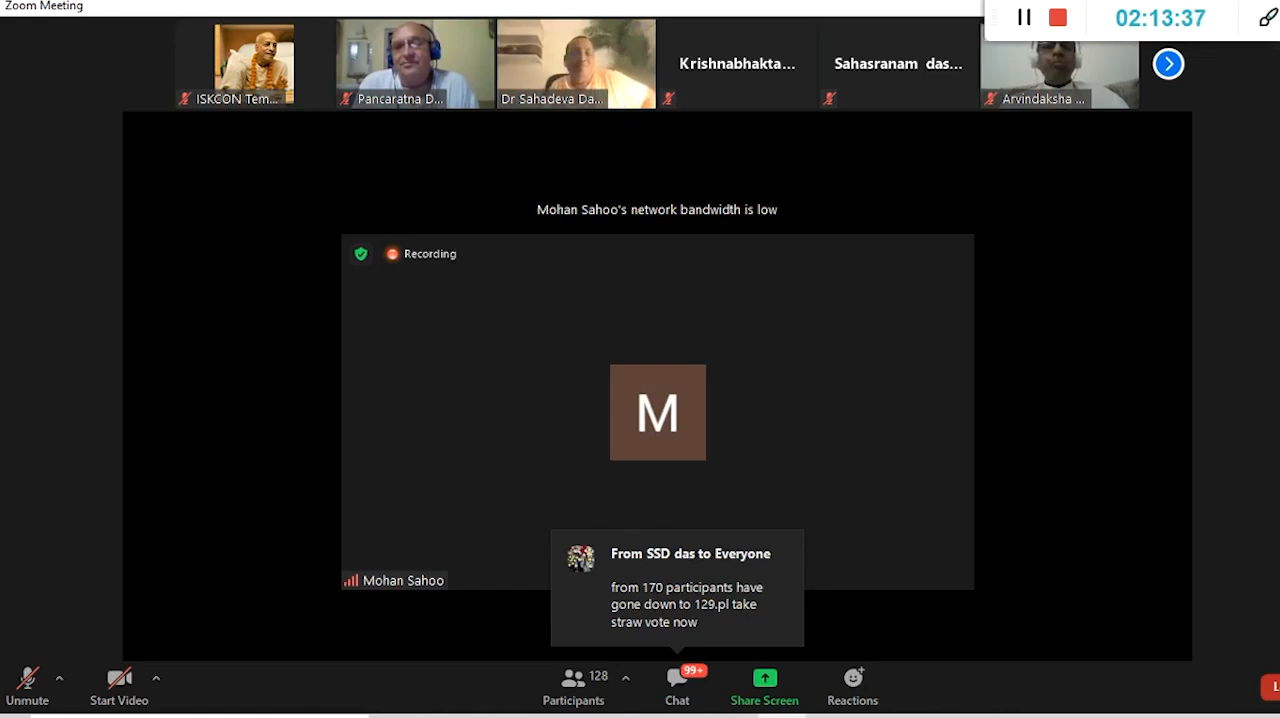 Zoom Meeting
02:13:37
Krishnabhakta...
Sahasranam das...
ISKCON Tem...
Pancaratna D...
Dr Sahadeva Da...
Arvindaksha ...
Mohan Sahoo's network bandwidth is low
Recording
M
From SSD das to Everyone
from 170 participants have
gone down to 129.pl take
straw vote now
Mohan Sahoo
128
99+
Unmute
Start Video
Participants
Chat
Share Screen
Reactions
L